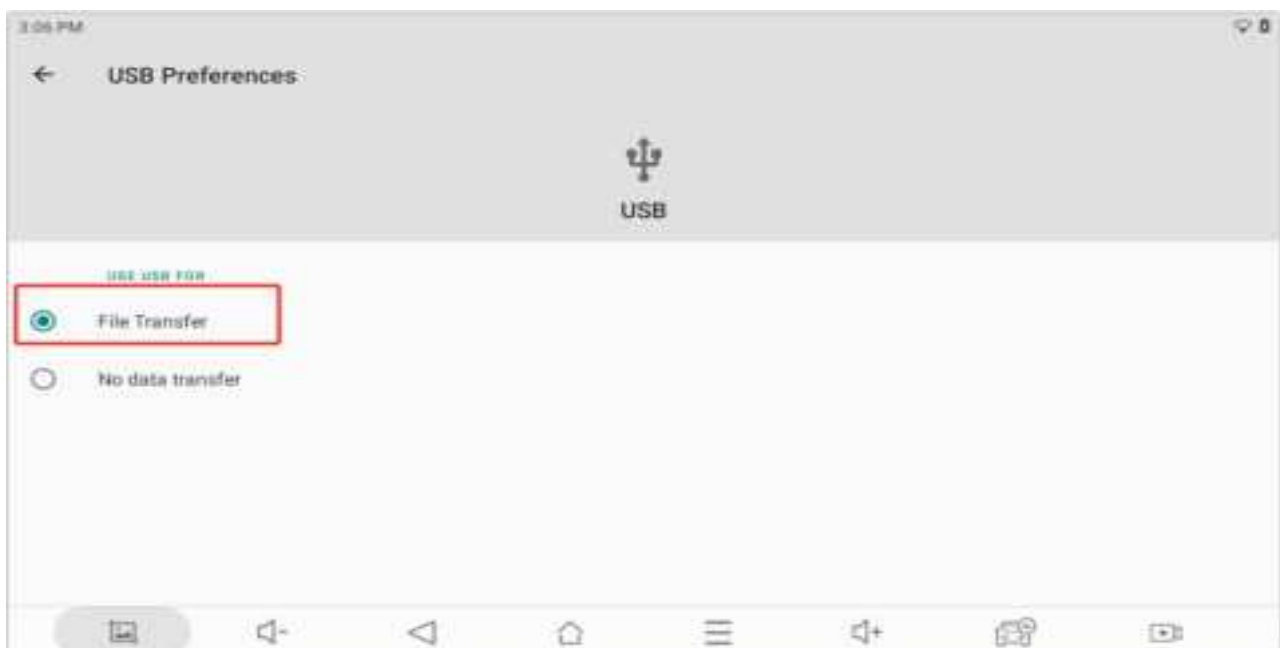 3:06 PM
USB Preferences
USB
USE USB FOR
File Transfer
No data transfer